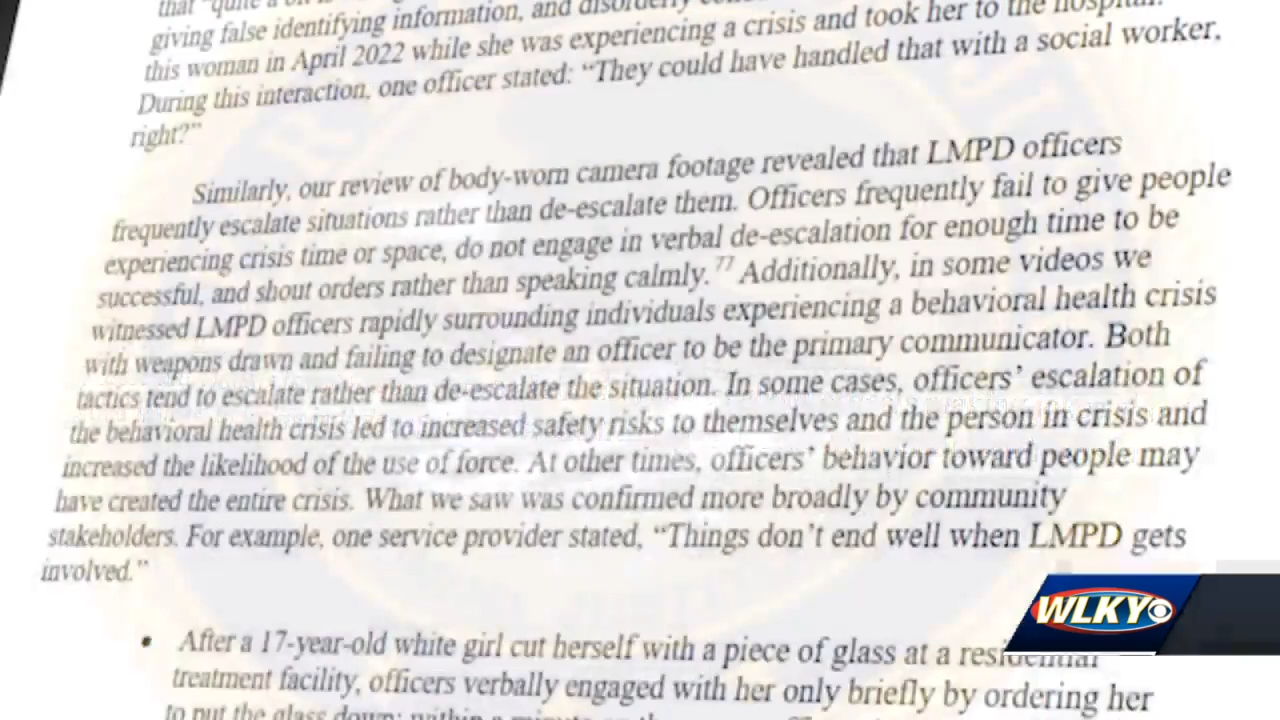 that "quite a
giving false identifying information, and disorderly
this woman in April 2022 while she was experiencing a crisis and took her to the hospital.
During this interaction, one officer stated: “They could have handled that with a social worker,
right?”
Similarly, our review of body-worn camera footage revealed that LMPD officers
frequently escalate situations rather than de-escalate them. Officers frequently fail to give people
experiencing crisis time or space, do not engage in verbal de-escalation for enough time to be
successful, and shout orders rather than speaking calmly.77 Additionally, in some videos we
witnessed LMPD officers rapidly surrounding individuals experiencing a behavioral health crisis
with weapons drawn and failing to designate an officer to be the primary communicator. Both
tactics tend to escalate rather than de-escalate the situation. In some cases, officers’ escalation of
the behavioral health crisis led to increased safety risks to themselves and the person in crisis and
increased the likelihood of the use of force. At other times, officers’ behavior toward people may
have created the entire crisis. What we saw was confirmed more broadly by community
stakeholders. For example, one service provider stated, “Things don’t end well when LMPD gets
involved.”
• After a 17-year-old white girl cut herself with a piece of glass at a residential
treatment facility, officers verbally engaged with her only briefly by ordering her
to put the glass down; within a minute
WLKY